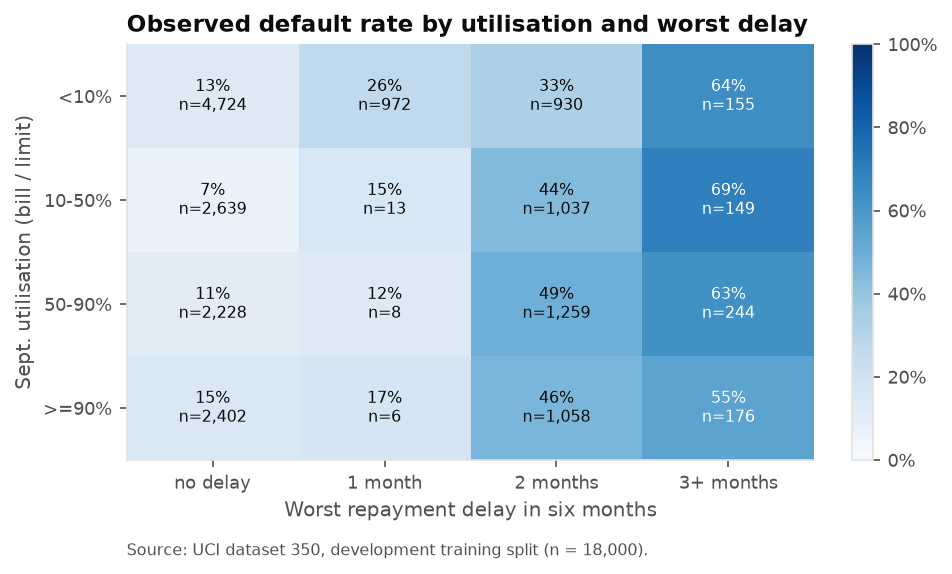 Observed default rate by utilisation and worst delay
Sept. utilisation (bill / limit)
<10%
13%
n=4,724
26%
n=972
33%
n=930
64%
n=155
10-50%
7%
n=2,639
15%
n=13
44%
n=1,037
69%
n=149
50-90%
11%
n=2,228
12%
n=8
49%
n=1,259
63%
n=244
>=90%
15%
n=2,402
17%
n=6
46%
n=1,058
55%
n=176
no delay
1 month
2 months
3+ months
Worst repayment delay in six months
100%
80%
60%
40%
20%
0%
Source: UCI dataset 350, development training split (n = 18,000).